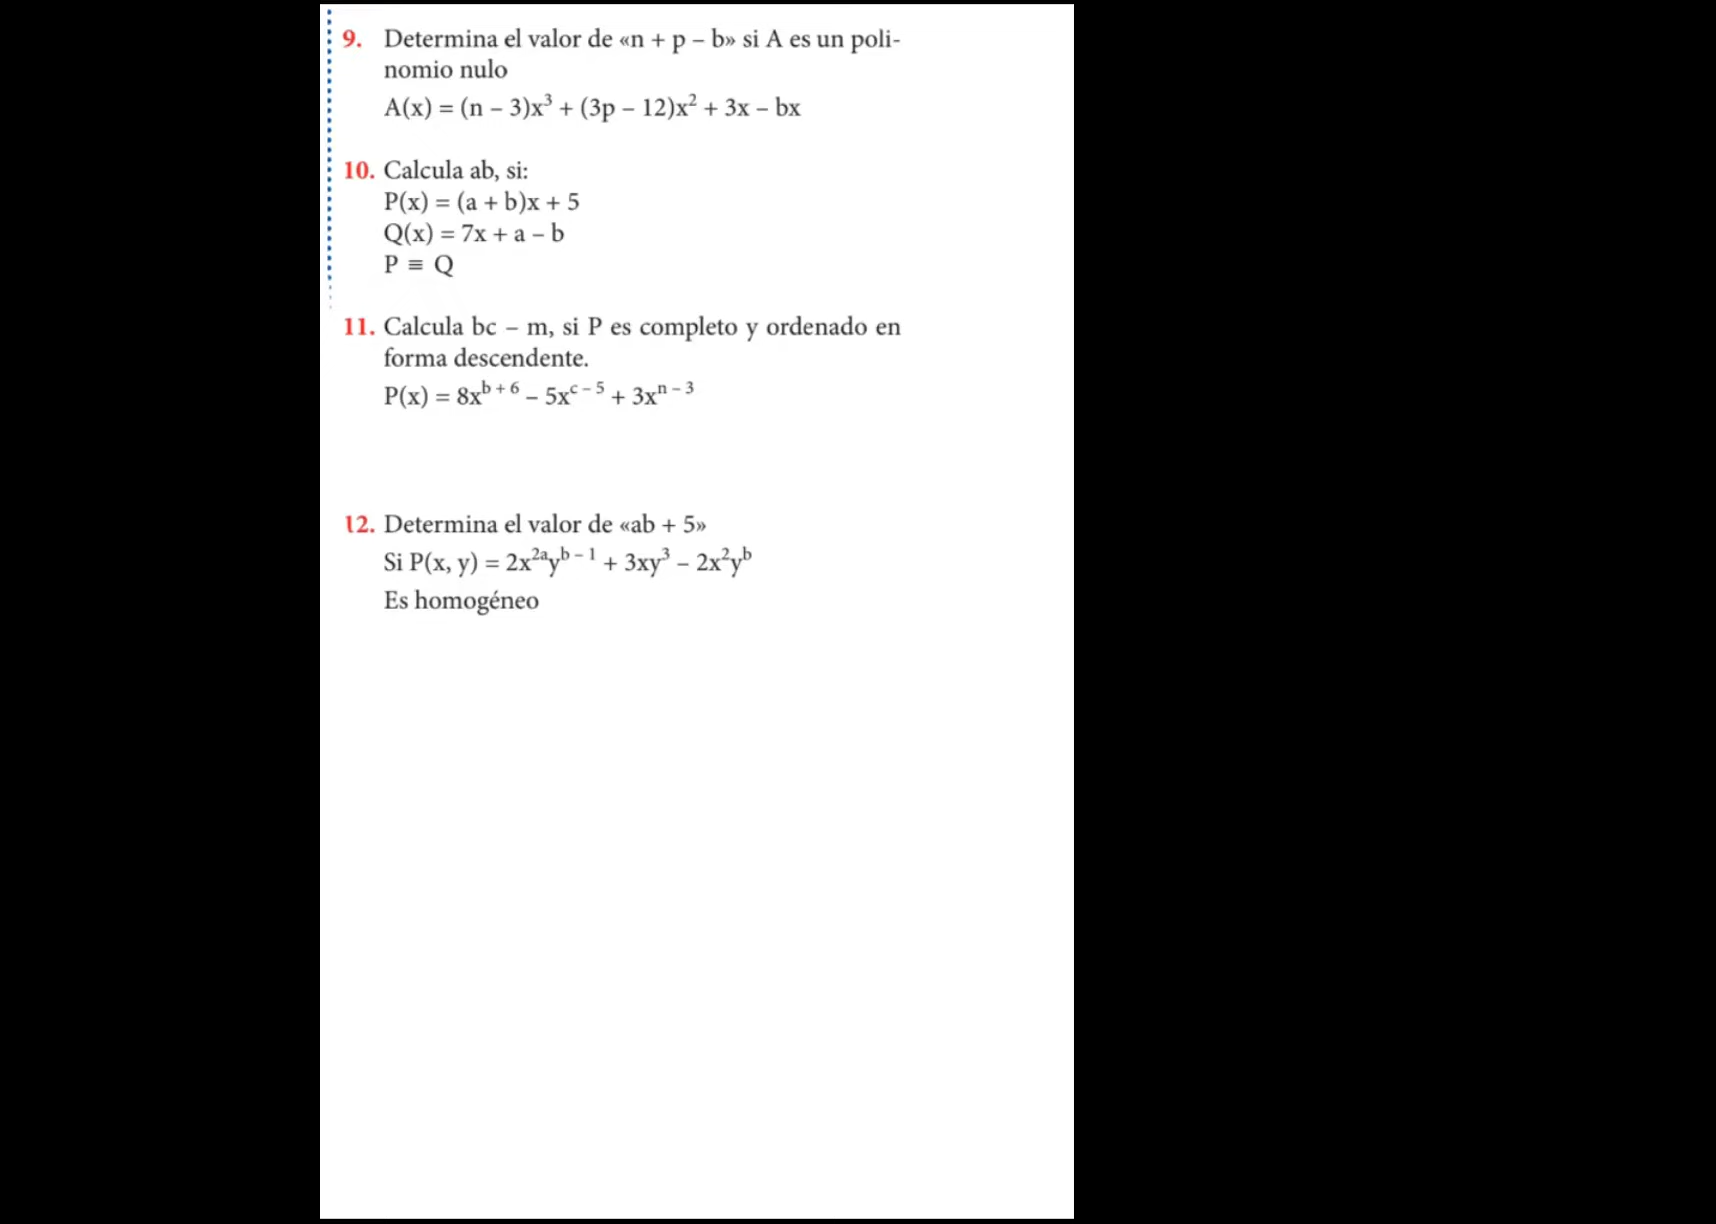 9. Determina el valor de «n + p – b» si A es un poli-
nomio nulo
A(x) = (n – 3)x³ + (3p – 12)x² + 3x – bx
10. Calcula ab, si:
P(x) = (a + b)x + 5
Q(x) = 7x + a – b
P ≡ Q
11. Calcula bc – m, si P es completo y ordenado en
forma descendente.
P(x) = 8x^{b + 6} – 5x^{c – 5} + 3x^{n – 3}
12. Determina el valor de «ab + 5»
Si P(x, y) = 2x^{2a}y^{b – 1} + 3xy³ – 2x²y^{b}
Es homogéneo